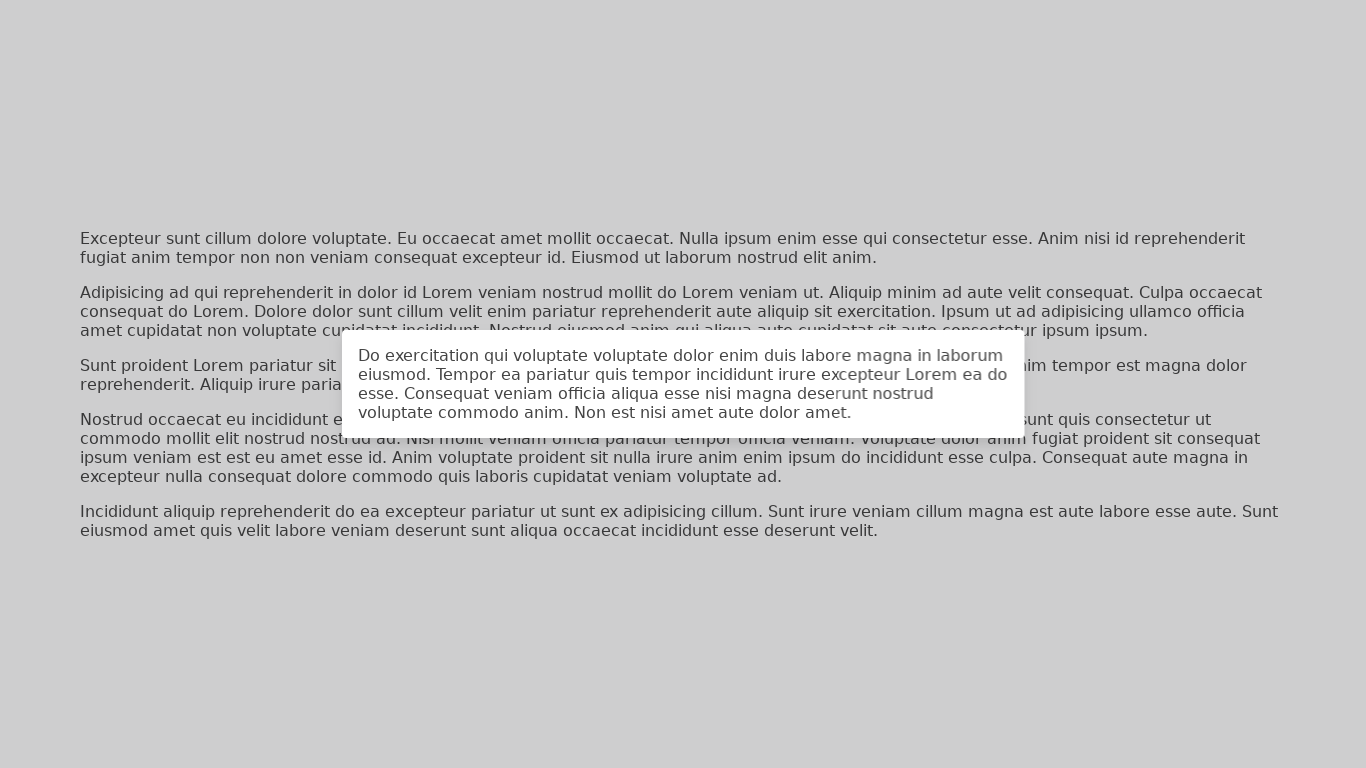 Excepteur sunt cillum dolore voluptate. Eu occaecat amet mollit occaecat. Nulla ipsum enim esse qui consectetur esse. Anim nisi id reprehenderit
fugiat anim tempor non non veniam consequat excepteur id. Eiusmod ut laborum nostrud elit anim.
Adipisicing ad qui reprehenderit in dolor id Lorem veniam nostrud mollit do Lorem veniam ut. Aliquip minim ad aute velit consequat. Culpa occaecat
consequat do Lorem. Dolore dolor sunt cillum velit enim pariatur reprehenderit aute aliquip sit exercitation. Ipsum ut ad adipisicing ullamco officia
amet cupidatat non voluptate cupidatat incididunt. Nostrud eiusmod anim qui aliqua aute cupidatat sit aute consectetur ipsum ipsum.
Sunt proident Lorem pariatur sit
tempor est magna dolor
reprehenderit. Aliquip irure
Do exercitation qui voluptate voluptate dolor enim duis labore magna in laborum
eiusmod. Tempor ea pariatur quis tempor incididunt irure excepteur Lorem ea do
esse. Consequat veniam officia aliqua esse nisi magna deserunt nostrud
voluptate commodo anim. Non est nisi amet aute dolor amet.
Nostrud occaecat eu incididunt
sunt quis consectetur ut
commodo mollit elit nostrud nostrud ad. Nisi mollit veniam officia pariatur tempor officia veniam. Voluptate dolor anim fugiat proident sit consequat
ipsum veniam est est eu amet esse id. Anim voluptate proident sit nulla irure anim enim ipsum do incididunt esse culpa. Consequat aute magna in
excepteur nulla consequat dolore commodo quis laboris cupidatat veniam voluptate ad.
Incididunt aliquip reprehenderit do ea excepteur pariatur ut sunt ex adipisicing cillum. Sunt irure veniam cillum magna est aute labore esse aute. Sunt
eiusmod amet quis velit labore veniam deserunt sunt aliqua occaecat incididunt esse deserunt velit.